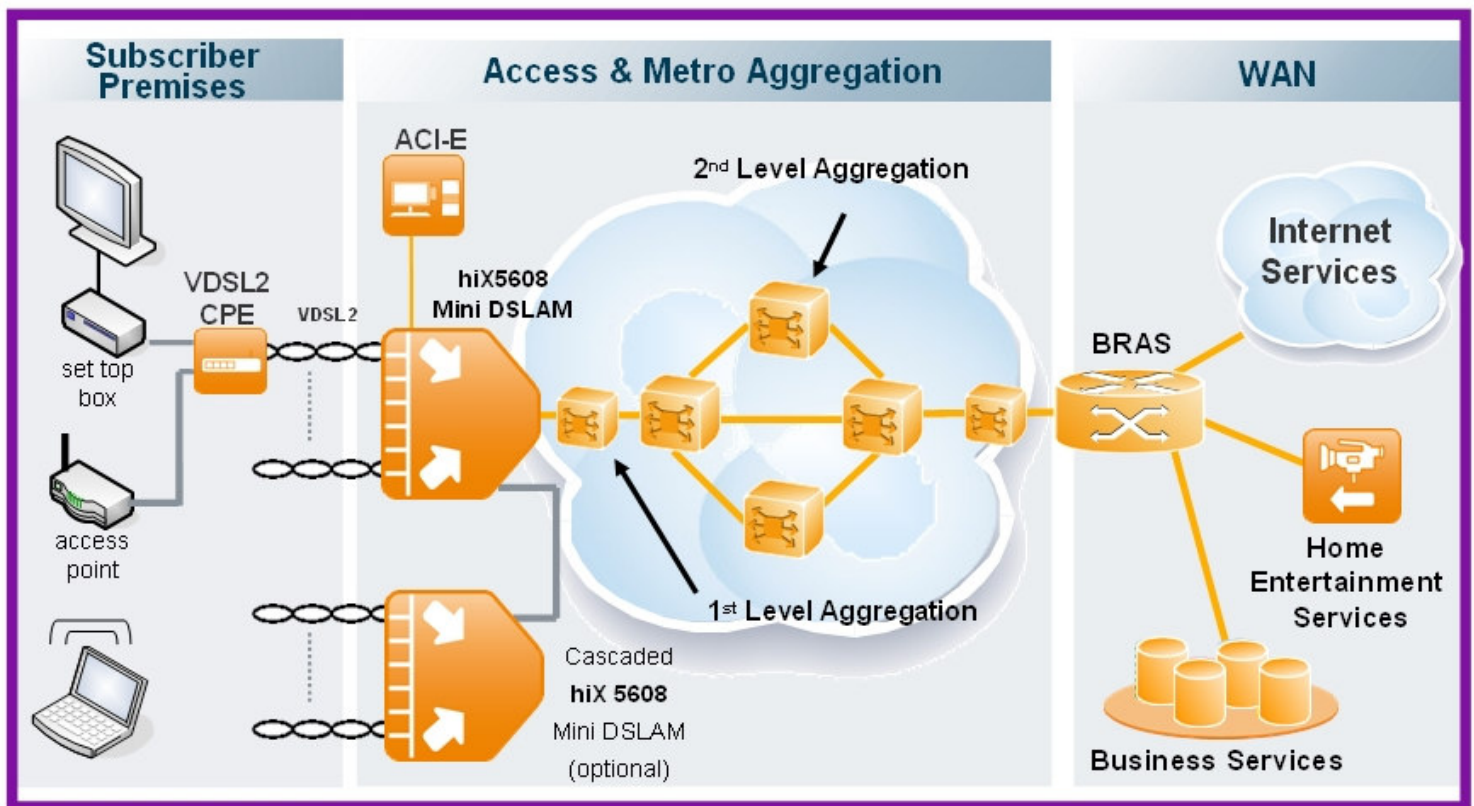 Subscriber
Premises
Access & Metro Aggregation
WAN
ACI-E
2nd Level Aggregation
hiX5608
Mini DSLAM
VDSL2
CPE
VDSL2
set top
box
access
point
Internet
Services
BRAS
Home
Entertainment
Services
1st Level Aggregation
Cascaded
hiX 5608
Mini DSLAM
(optional)
Business Services